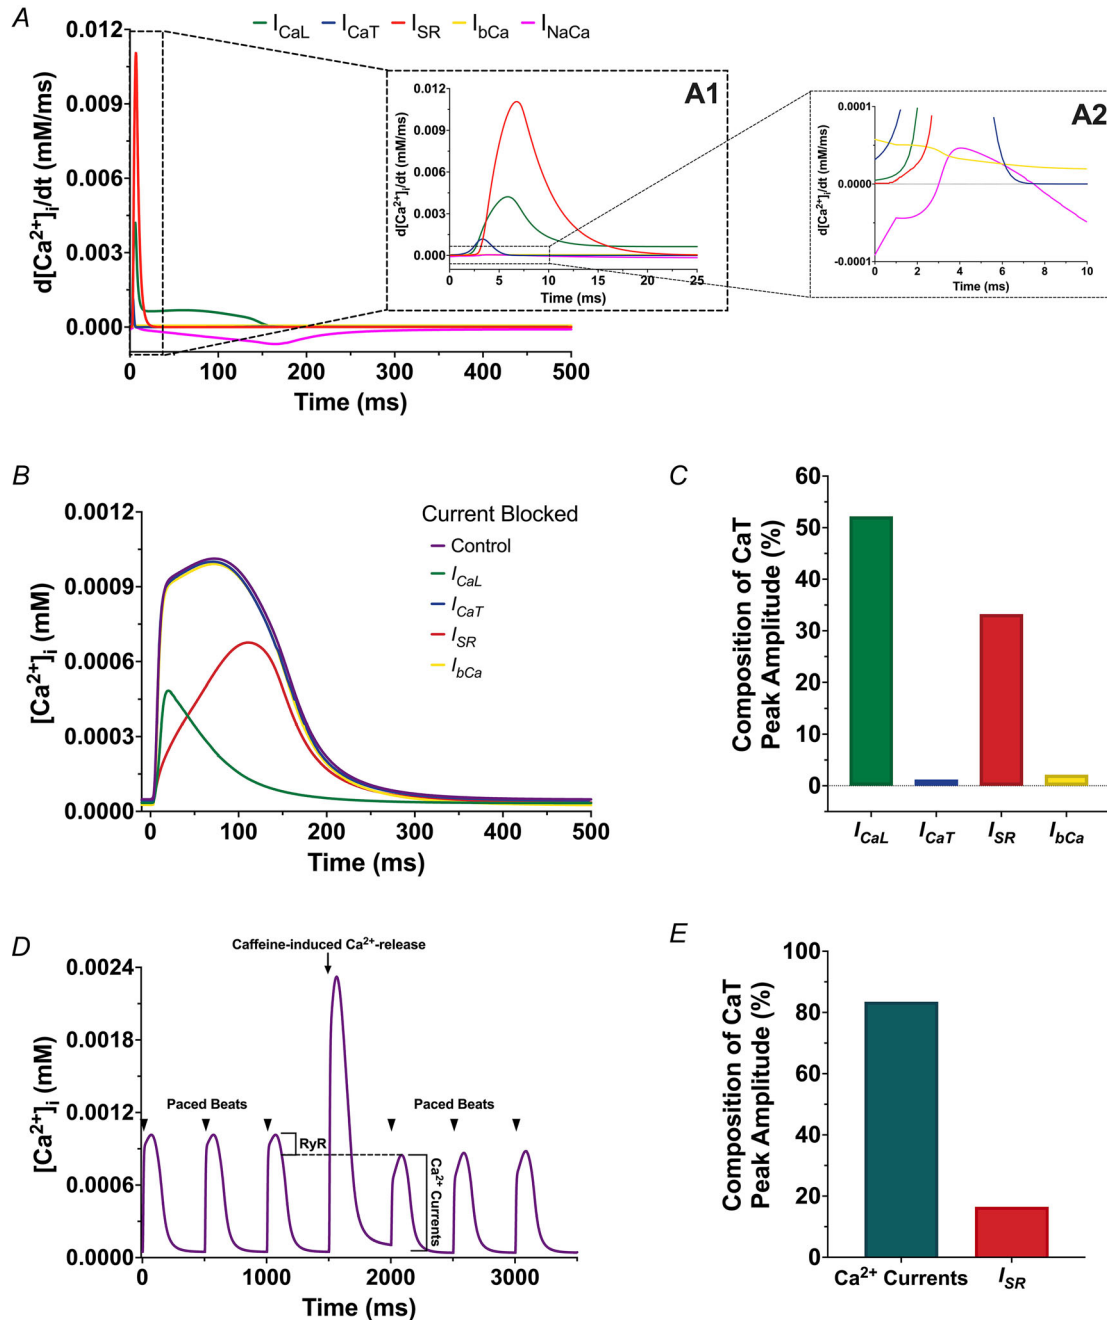 A
I_CaL I_CaT I_SR I_bCa I_NaCa
d[Ca²⁺]ᵢ/dt (mM/ms)
0.012
0.009
0.006
0.003
0.000
0 100 200 300 400 500
Time (ms)
A1
d[Ca²⁺]ᵢ/dt (mM/ms)
0.012
0.009
0.006
0.003
0.000
0 5 10 15 20 25
Time (ms)
A2
d[Ca²⁺]ᵢ/dt (mM/ms)
0.0001
0.0000
-0.0001
0 2 4 6 8 10
Time (ms)
B
[Ca²⁺]ᵢ (mM)
0.0012
0.0009
0.0006
0.0003
0.0000
0 100 200 300 400 500
Time (ms)
Current Blocked
Control
I_CaL
I_CaT
I_SR
I_bCa
C
Composition of CaT
Peak Amplitude (%)
60
50
40
30
20
10
0
I_CaL I_CaT I_SR I_bCa
D
Caffeine-induced Ca²⁺-release
[Ca²⁺]ᵢ (mM)
0.0024
0.0018
0.0012
0.0006
0.0000
Paced Beats
Paced Beats
RyR
Ca²⁺ Currents
0 1000 2000 3000
Time (ms)
E
Composition of CaT
Peak Amplitude (%)
100
80
60
40
20
0
Ca²⁺ Currents I_SR